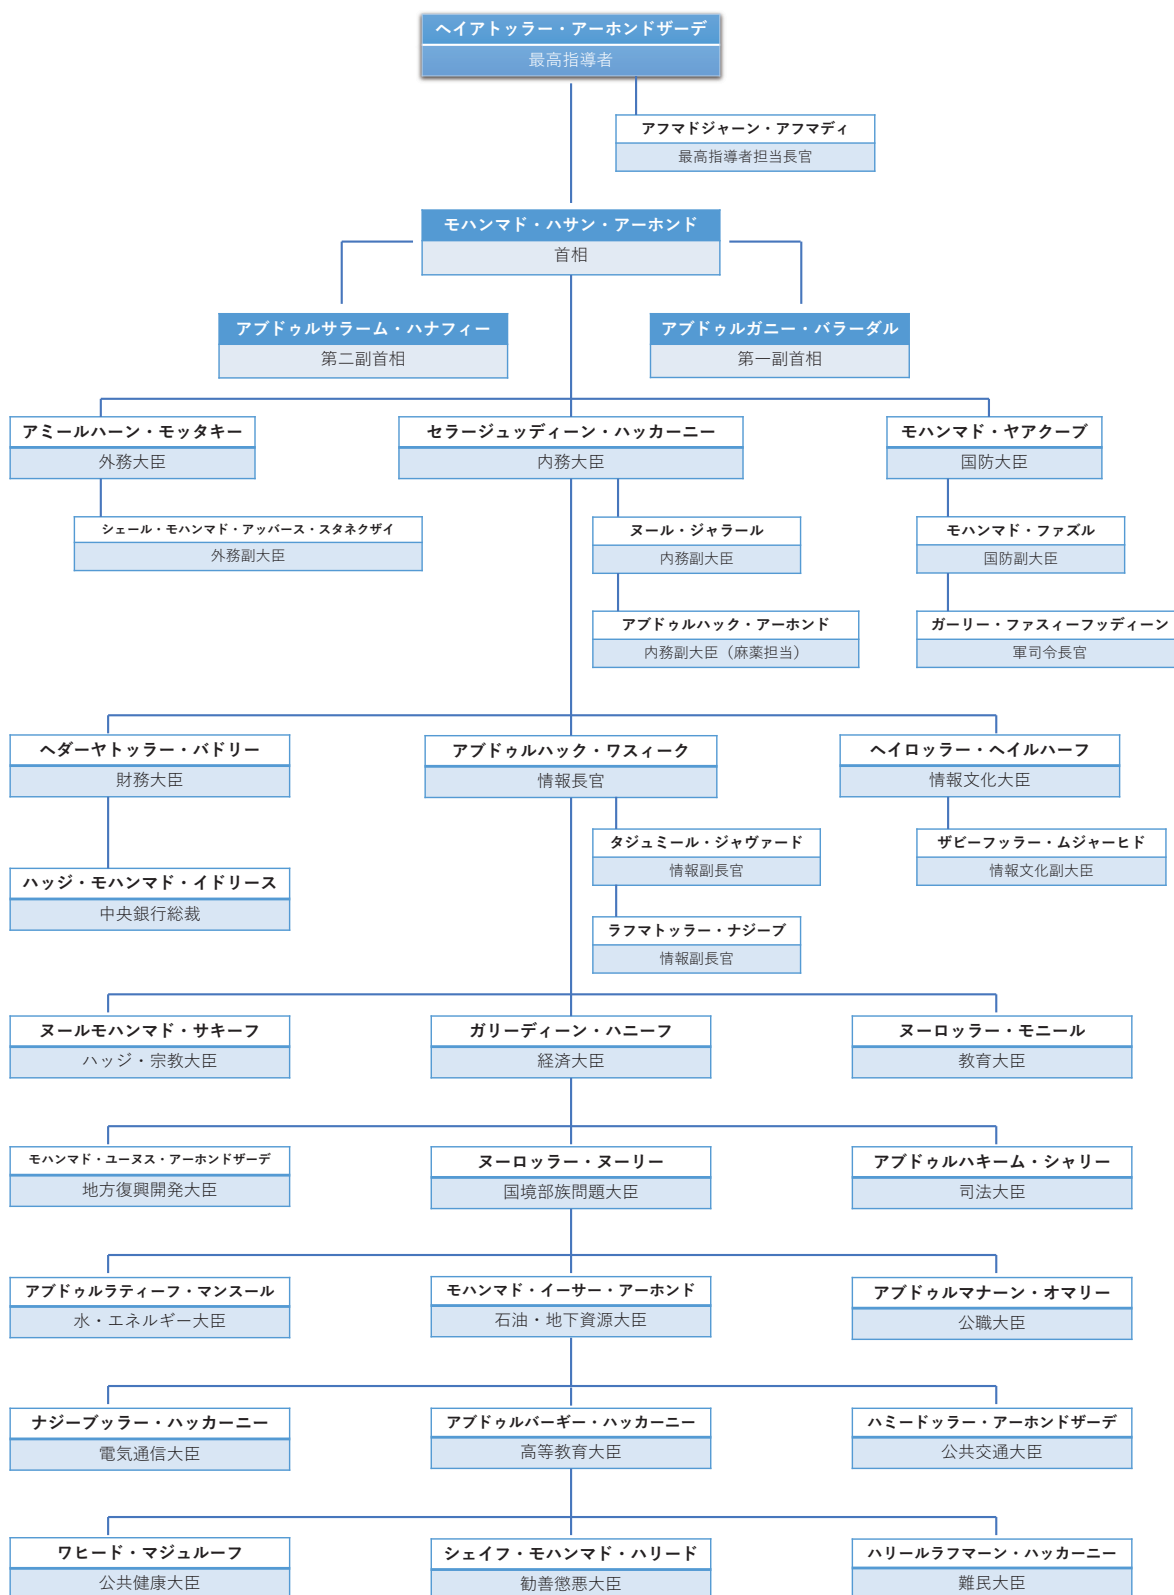 ヘイアトッラー・アーホンドザーデ
最高指導者
アフマドジャーン・アフマディ
最高指導者担当長官
モハンマド・ハサン・アーホンド
首相
アブドゥルサラーム・ハナフィー
第二副首相
アブドゥルガニー・バラーダル
第一副首相
アミールハーン・モッタキー
外務大臣
セラージュッディーン・ハッカーニー
内務大臣
モハンマド・ヤアクーブ
国防大臣
シェール・モハンマド・アッバース・スタネクザイ
外務副大臣
ヌール・ジャラール
内務副大臣
モハンマド・ファズル
国防副大臣
アブドゥルハック・アーホンド
内務副大臣（麻薬担当）
ガーリー・ファスィーフッディーン
軍司令長官
ヘダーヤトッラー・バドリー
財務大臣
アブドゥルハック・ワスィーク
情報長官
ヘイロッラー・ヘイルハーフ
情報文化大臣
タジュミール・ジャヴァード
情報副長官
ザビーフッラー・ムジャーヒド
情報文化副大臣
ハッジ・モハンマド・イドリース
中央銀行総裁
ラフマトッラー・ナジーブ
情報副長官
ヌールモハンマド・サキーフ
ハッジ・宗教大臣
ガリーディーン・ハニーフ
経済大臣
ヌーロッラー・モニール
教育大臣
モハンマド・ユーヌス・アーホンドザーデ
地方復興開発大臣
ヌーロッラー・ヌーリー
国境部族問題大臣
アブドゥルハキーム・シャリー
司法大臣
アブドゥルラティーフ・マンスール
水・エネルギー大臣
モハンマド・イーサー・アーホンド
石油・地下資源大臣
アブドゥルマナーン・オマリー
公職大臣
ナジーブッラー・ハッカーニー
電気通信大臣
アブドゥルバーギー・ハッカーニー
高等教育大臣
ハミードッラー・アーホンドザーデ
公共交通大臣
ワヒード・マジュルーフ
公共健康大臣
シェイフ・モハンマド・ハリード
勧善懲悪大臣
ハリールラフマーン・ハッカーニー
難民大臣